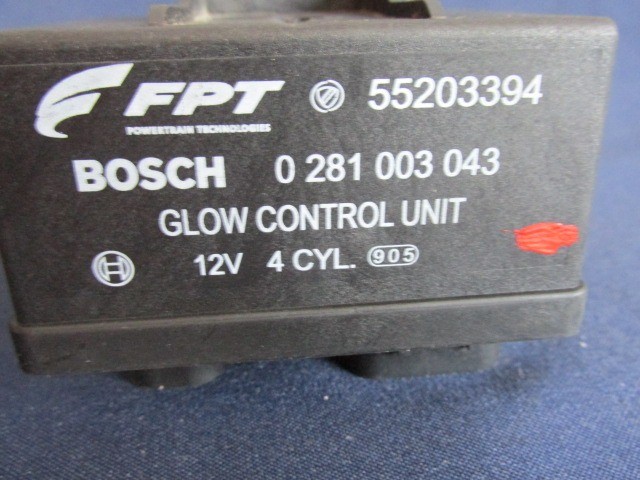 FPT 55203394
POWERTRAIN TECHNOLOGIES
BOSCH 0 281 003 043
GLOW CONTROL UNIT
12V 4 CYL. 905